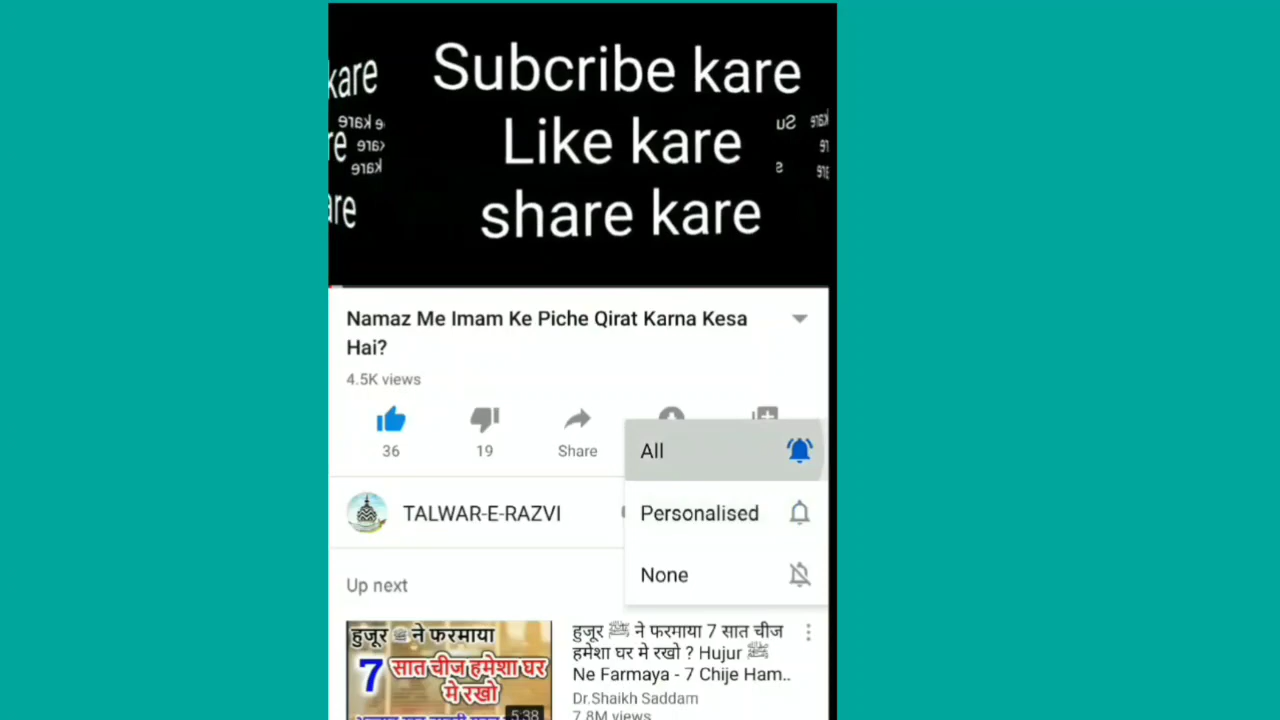 Subcribe kare
Like kare
share kare
kare
are
Namaz Me Imam Ke Piche Qirat Karna Kesa
Hai?
4.5K views
36
19
Share
All
Personalised
None
TALWAR-E-RAZVI
Up next
हुजूर ﷺ ने फरमाया
7 सात चीज हमेशा घर
मे रखो
5:38
हुजूर ﷺ ने फरमाया 7 सात चीज
हमेशा घर मे रखो ? Hujur ﷺ
Ne Farmaya - 7 Chije Ham..
Dr.Shaikh Saddam
7.8M views